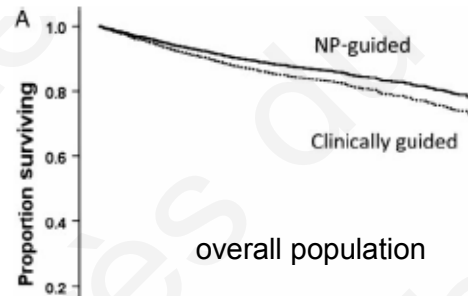 A
1.0
NP-guided
0.8
Clinically guided
0.6
Proportion surviving
0.4
overall population
0.2